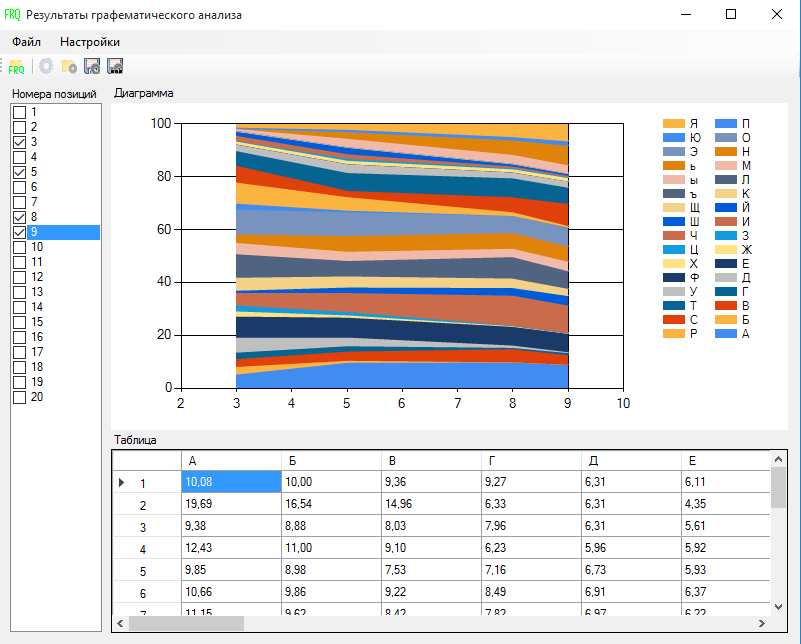 FRQ Результаты графематического анализа
Файл Настройки
FRQ
Номера позиций
1
2
3
4
5
6
7
8
9
10
11
12
13
14
15
16
17
18
19
20
Диаграмма
100
80
60
40
20
0
2 3 4 5 6 7 8 9 10
Я П
Ю О
Э Н
ь М
ы Л
ъ К
Щ Й
Ш И
Ч З
Ц Ж
Х Е
Ф Д
У Г
Т В
С Б
Р А
Таблица
А Б В Г Д Е
1 10,08 10,00 9,36 9,27 6,31 6,11
2 19,69 16,54 14,96 6,33 6,31 4,35
3 9,38 8,88 8,03 7,96 6,31 5,61
4 12,43 11,00 9,10 6,23 5,96 5,92
5 9,85 8,98 7,53 7,16 6,73 5,93
6 10,66 9,86 9,22 8,49 6,91 6,37
7 11,15 9,62 8,42 7,82 6,97 6,22